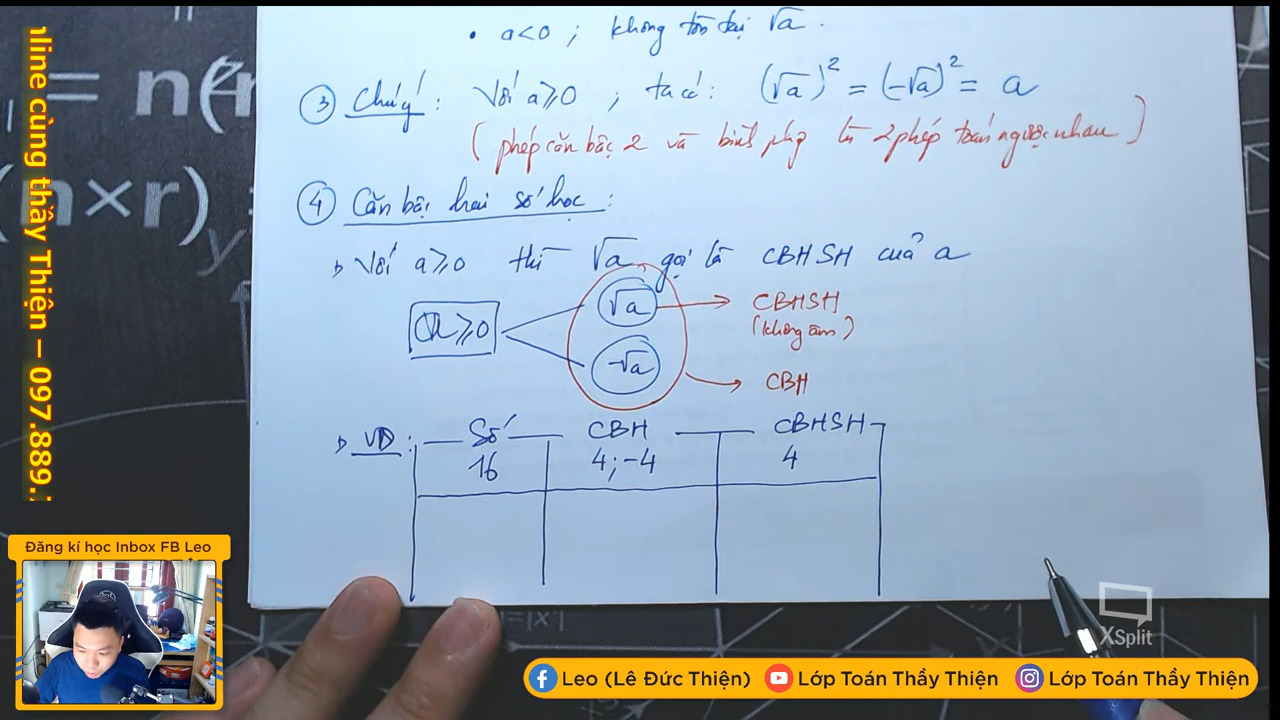 • a<0 ; không tồn tại √a.
③ Chú ý: Với a⩾0 ; ta có: (√a)² = (-√a)² = a
(phép căn bậc 2 và bình phg là 2 phép toán ngược nhau)
④ Căn bậc hai số học:
Với a⩾0 thì √a gọi là CBHSH của a
a⩾0
√a
CBHSH
(không âm)
-√a
CBH
VD:
Số CBH CBHSH
16 4;-4 4
nline cùng thầy Thiện – 097.889.
= n(
(n×r)
Đăng kí học Inbox FB Leo
XSplit
Leo (Lê Đức Thiện) Lớp Toán Thầy Thiện Lớp Toán Thầy Thiện